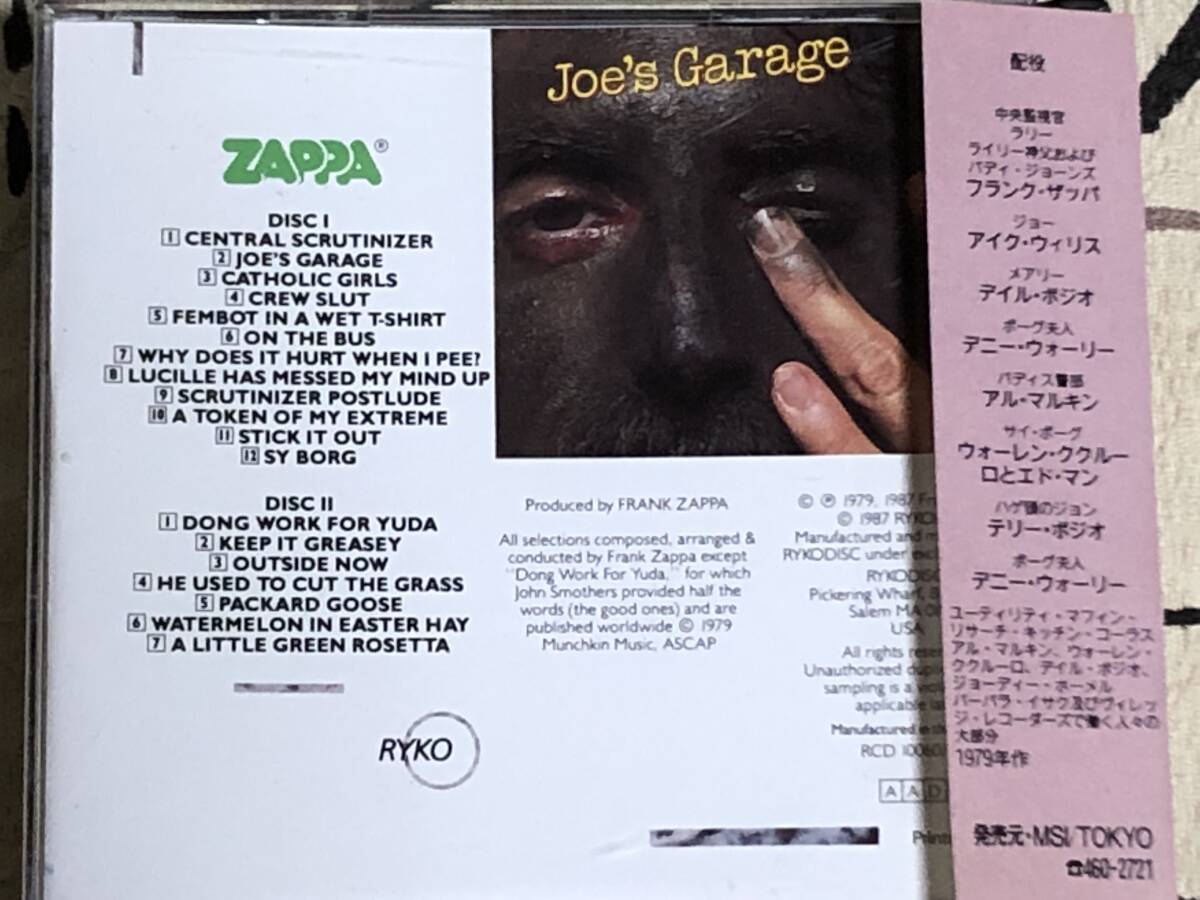 Joe's Garage
ZAPPA®
DISC I
1 CENTRAL SCRUTINIZER
2 JOE'S GARAGE
3 CATHOLIC GIRLS
4 CREW SLUT
5 FEMBOT IN A WET T-SHIRT
6 ON THE BUS
7 WHY DOES IT HURT WHEN I PEE?
8 LUCILLE HAS MESSED MY MIND UP
9 SCRUTINIZER POSTLUDE
10 A TOKEN OF MY EXTREME
11 STICK IT OUT
12 SY BORG
DISC II
1 DONG WORK FOR YUDA
2 KEEP IT GREASEY
3 OUTSIDE NOW
4 HE USED TO CUT THE GRASS
5 PACKARD GOOSE
6 WATERMELON IN EASTER HAY
7 A LITTLE GREEN ROSETTA
RYKO
Produced by FRANK ZAPPA
All selections composed, arranged &
conducted by Frank Zappa except
"Dong Work For Yuda," for which
John Smothers provided half the
words (the good ones) and are
published worldwide © 1979
Munchkin Music, ASCAP
© ℗ 1979, 1987
© 1987
Manufactured and
RYKODISC under
RYKODISC
Pickering
Salem MA
USA
All rights
Unauthorized
sampling is a
applicable
Manufactured in
RCD
A A D
配役
中央監視官
ラリー
ライリー神父および
バディ・ジョーンズ
フランク・ザッパ
ジョー
アイク・ウィリス
メアリー
デイル・ボジオ
ボーグ夫人
デニー・ウォーリー
バディス警部
アル・マルキン
サイ・ボーグ
ウォーレン・ククルー
ロとエド・マン
ハゲ頭のジョン
テリー・ボジオ
ボーグ夫人
デニー・ウォーリー
ユーティリティ・マフィン・
リサーチ・キッチン・コーラス
アル・マルキン、ウォーレン・
ククルーロ、デイル・ボジオ、
ジョーディー・ホーメル
バーバラ・イサク及びヴィレッ
ジ・レコーダーズで働く人々の
大部分
1979年作
発売元・MSI/TOKYO
☎460-2721